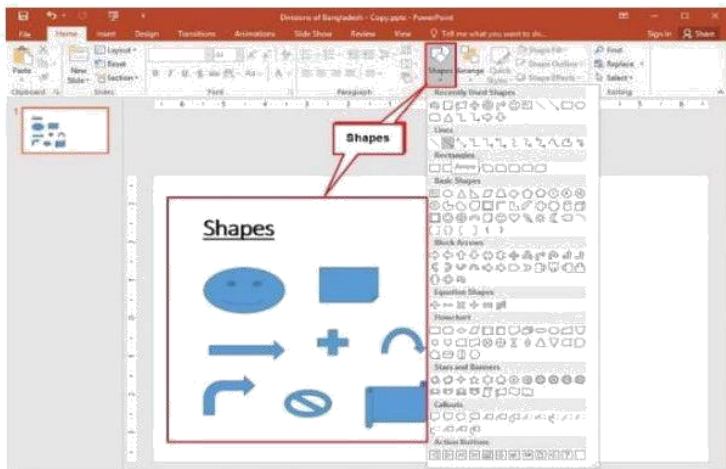 Divisions of Bangladesh - Copy.pptx - PowerPoint
File Home Insert Design Transitions Animations Slide Show Review View Tell me what you want to do... Sign in Share
Paste
New Slide
Layout
Reset
Section
Shapes
Arrange
Quick Styles
Shape Fill
Shape Outline
Shape Effects
Find
Replace
Select
Clipboard Slides Font Paragraph Editing
1
Recently Used Shapes
Lines
Rectangles
Basic Shapes
Block Arrows
Equation Shapes
Flowchart
Stars and Banners
Callouts
Action Buttons
Shapes
Shapes